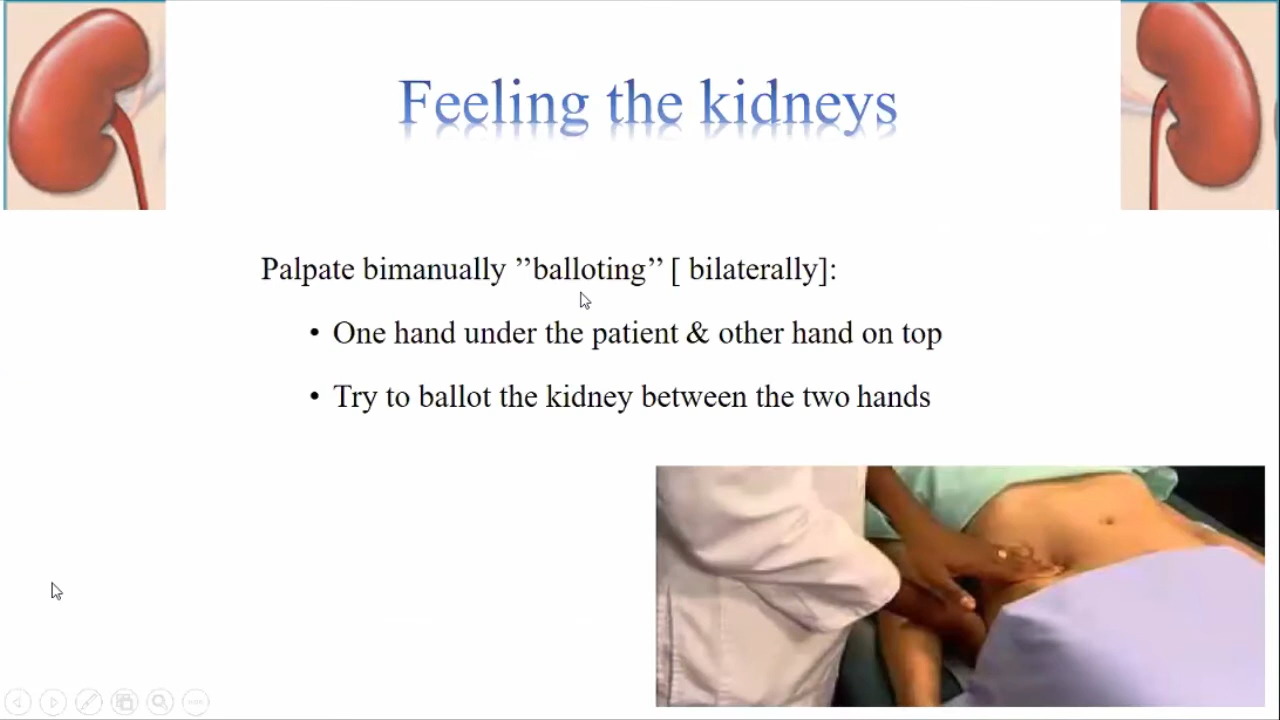 Feeling the kidneys
Palpate bimanually ’’balloting’’ [ bilaterally]:
• One hand under the patient & other hand on top
• Try to ballot the kidney between the two hands